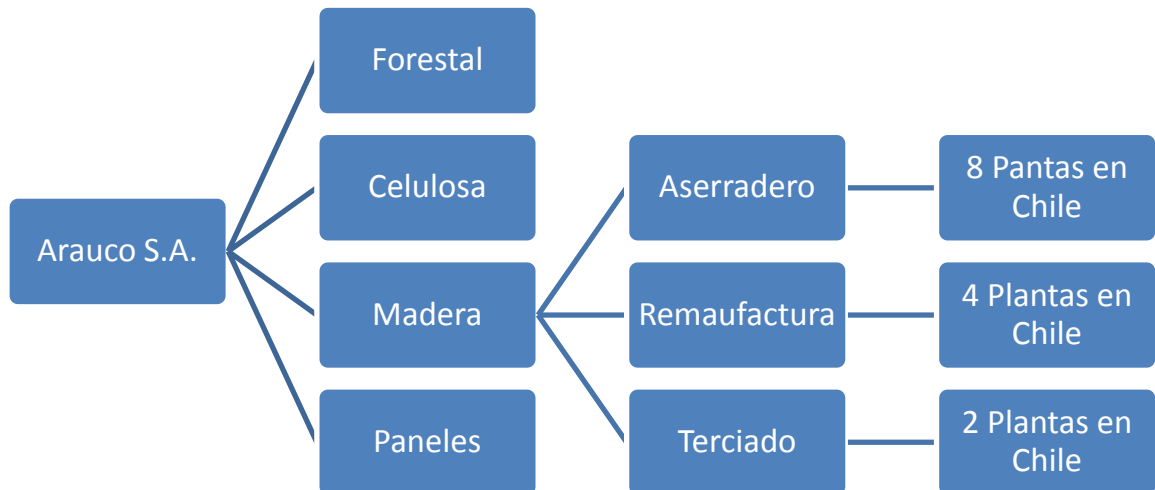 Forestal
Celulosa
Aserradero
8 Pantas en
Chile
Arauco S.A.
Madera
Remaufactura
4 Plantas en
Chile
Paneles
Terciado
2 Plantas en
Chile